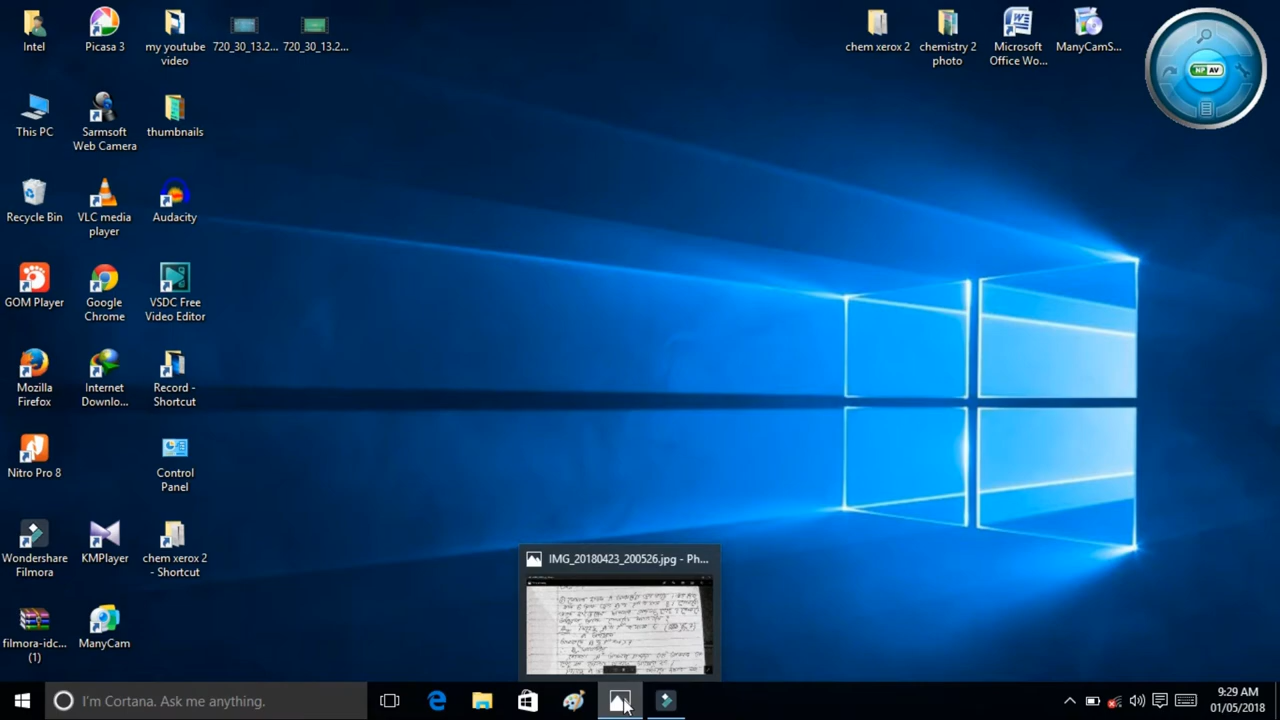 Intel
Picasa 3
my youtube
video
720_30_13.2...
720_30_13.2...
chem xerox 2
chemistry 2
photo
Microsoft
Office Wo...
ManyCamS...
NP AV
This PC
Sarmsoft
Web Camera
thumbnails
Recycle Bin
VLC media
player
Audacity
GOM Player
Google
Chrome
VSDC Free
Video Editor
Mozilla
Firefox
Internet
Downlo...
Record -
Shortcut
Nitro Pro 8
Control
Panel
Wondershare
Filmora
KMPlayer
chem xerox 2
- Shortcut
filmora-idc...
(1)
ManyCam
IMG_20180423_200526.jpg - Ph...
I'm Cortana. Ask me anything.
9:29 AM
01/05/2018